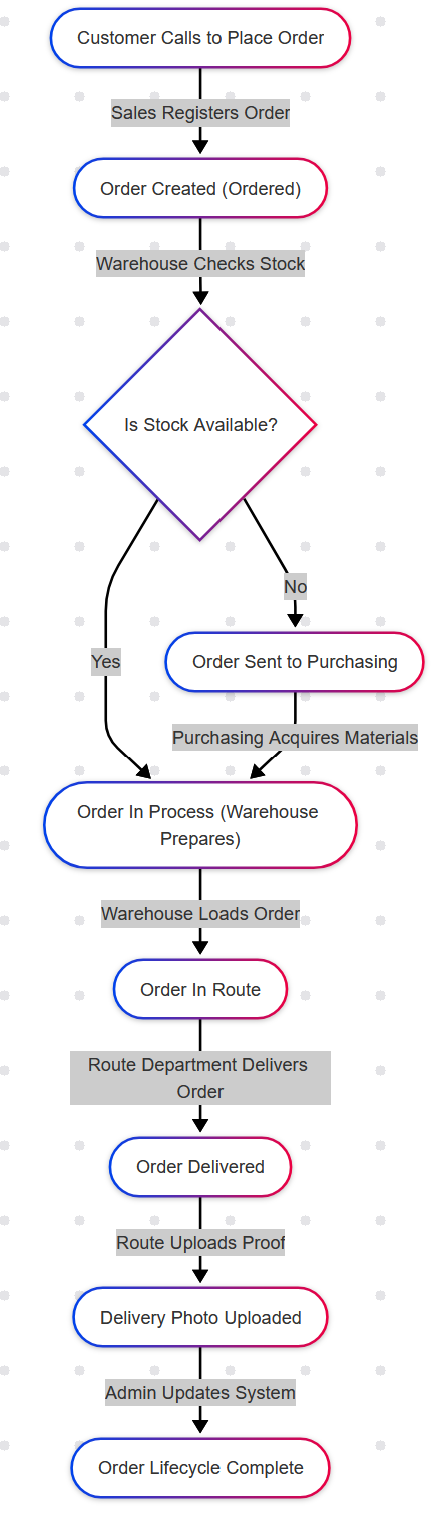 Customer Calls to Place Order
Sales Registers Order
Order Created (Ordered)
Warehouse Checks Stock
Is Stock Available?
No
Yes
Order Sent to Purchasing
Purchasing Acquires Materials
Order In Process (Warehouse
Prepares)
Warehouse Loads Order
Order In Route
Route Department Delivers
Order
Order Delivered
Route Uploads Proof
Delivery Photo Uploaded
Admin Updates System
Order Lifecycle Complete